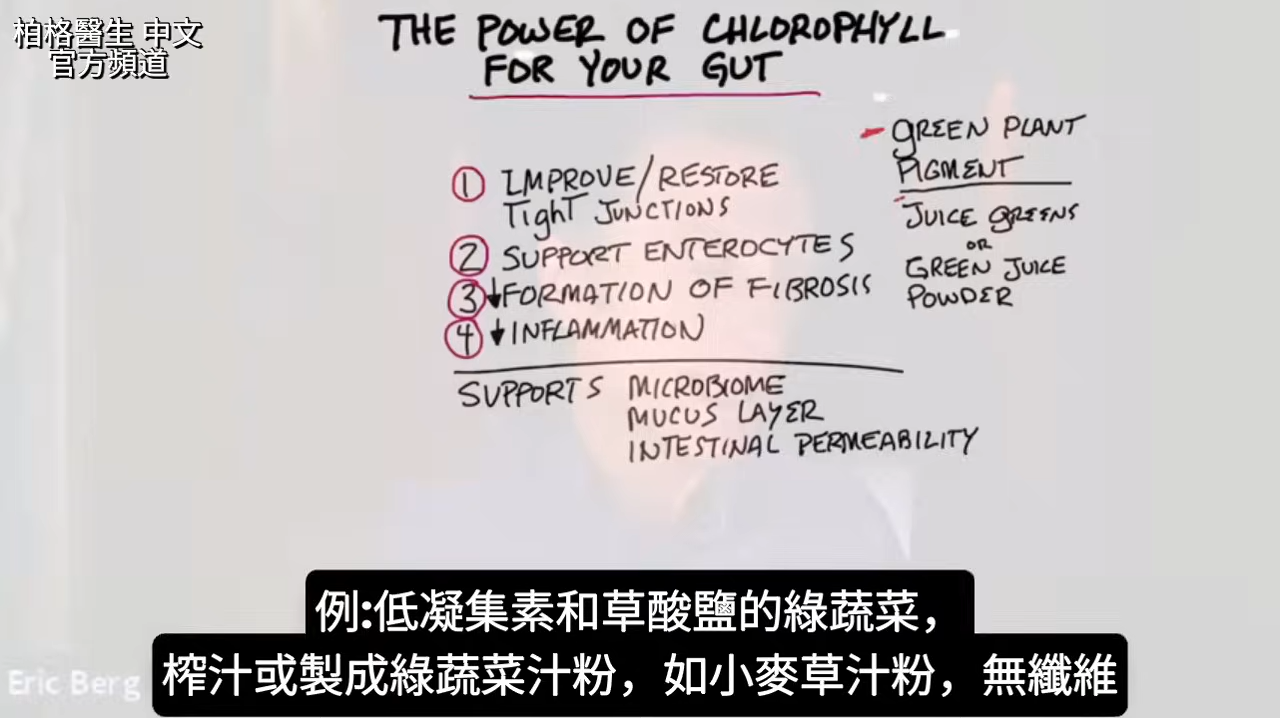 柏格醫生 中文
官方頻道
THE POWER OF CHLOROPHYLL
FOR YOUR GUT
① IMPROVE/RESTORE
TIGHT JUNCTIONS
② SUPPORT ENTEROCYTES
③ ↓FORMATION OF FIBROSIS
④ ↓INFLAMMATION
SUPPORTS MICROBIOME
MUCUS LAYER
INTESTINAL PERMEABILITY
- GREEN PLANT
PIGMENT
JUICE GREENS
OR
GREEN JUICE
POWDER
例:低凝集素和草酸鹽的綠蔬菜，
榨汁或製成綠蔬菜汁粉，如小麥草汁粉，無纖維
Eric Berg